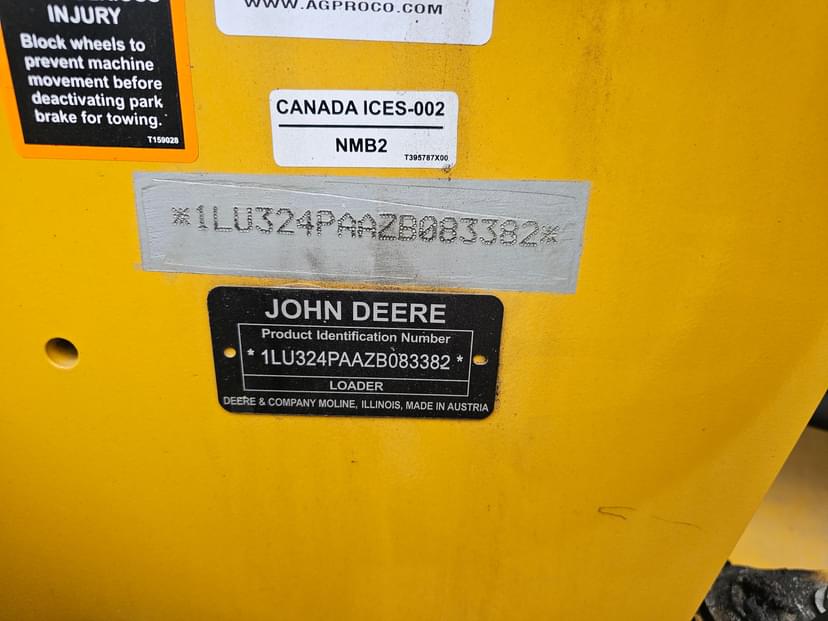 INJURY
Block wheels to
prevent machine
movement before
deactivating park
brake for towing.
T159028
WWW.AGPROCO.COM
CANADA ICES-002
NMB2
T395787X00
*1LU324PAAZB083382*
JOHN DEERE
Product Identification Number
* 1LU324PAAZB083382 *
LOADER
DEERE & COMPANY MOLINE, ILLINOIS, MADE IN AUSTRIA